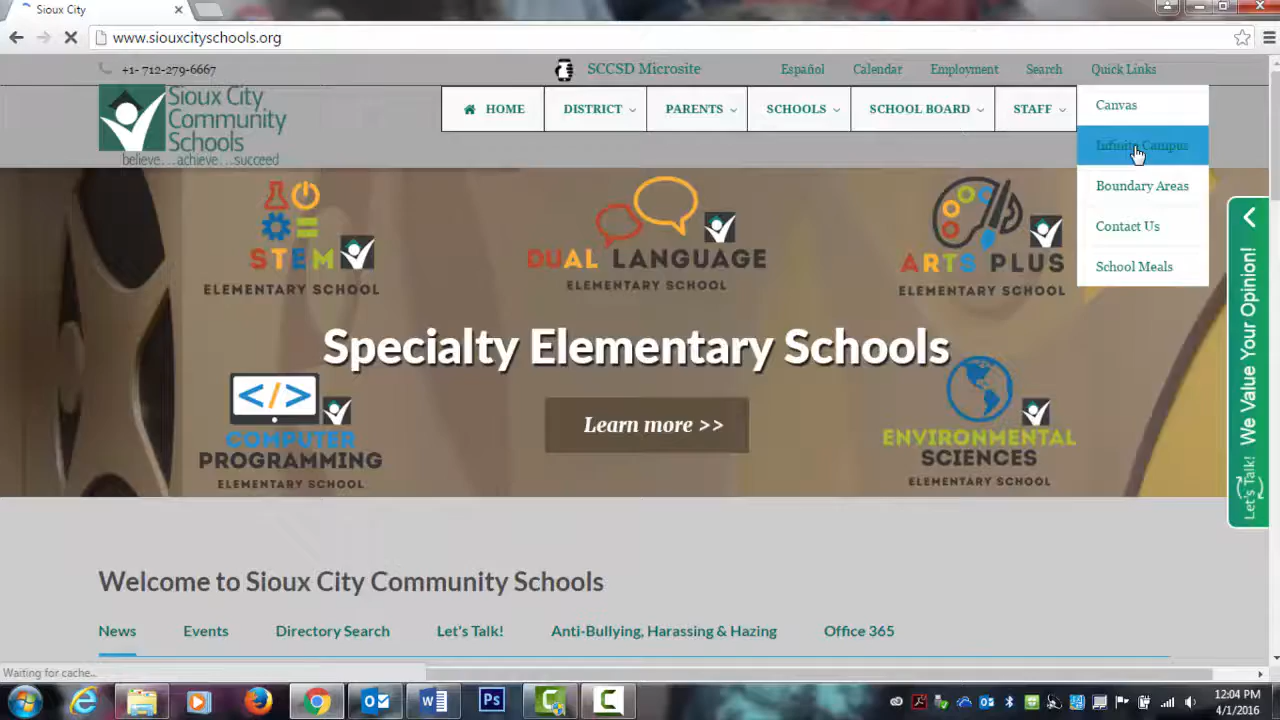 Sioux City
www.siouxcityschools.org
+1- 712-279-6667
SCCSD Microsite
Español
Calendar
Employment
Search
Quick Links
Sioux City
Community
Schools
believe...achieve...succeed
HOME
DISTRICT
PARENTS
SCHOOLS
SCHOOL BOARD
STAFF
Canvas
Infinite Campus
Boundary Areas
Contact Us
School Meals
STEM
ELEMENTARY SCHOOL
DUAL LANGUAGE
ELEMENTARY SCHOOL
ARTS PLUS
ELEMENTARY SCHOOL
Specialty Elementary Schools
Learn more >>
</>
COMPUTER
PROGRAMMING
ELEMENTARY SCHOOL
ENVIRONMENTAL
SCIENCES
ELEMENTARY SCHOOL
Let's Talk! We Value Your Opinion!
Welcome to Sioux City Community Schools
News
Events
Directory Search
Let's Talk!
Anti-Bullying, Harassing & Hazing
Office 365
Waiting for cache...
Ps
12:04 PM
4/1/2016